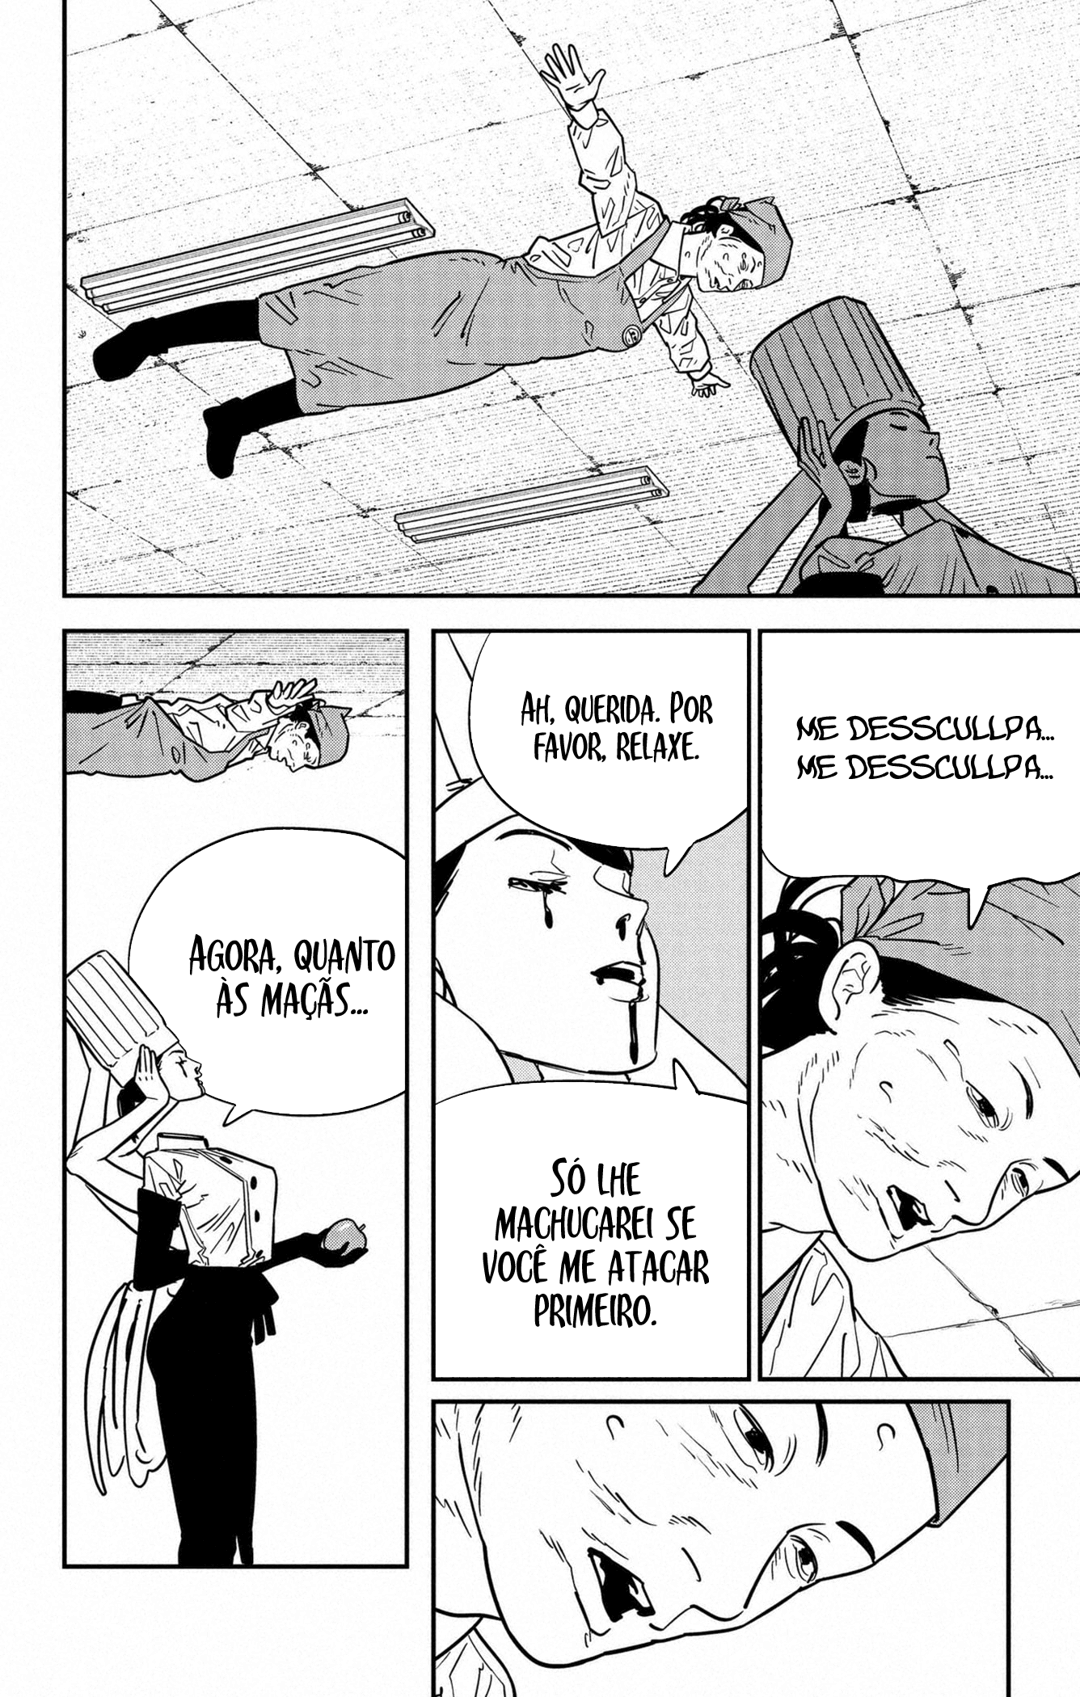 ME DESSCULLPA...
ME DESSCULLPA...
AH, QUERIDA. POR
FAVOR, RELAXE.
SÓ LHE
MACHUCAREI SE
VOCÊ ME ATACAR
PRIMEIRO.
AGORA, QUANTO
ÀS MAÇÃS...